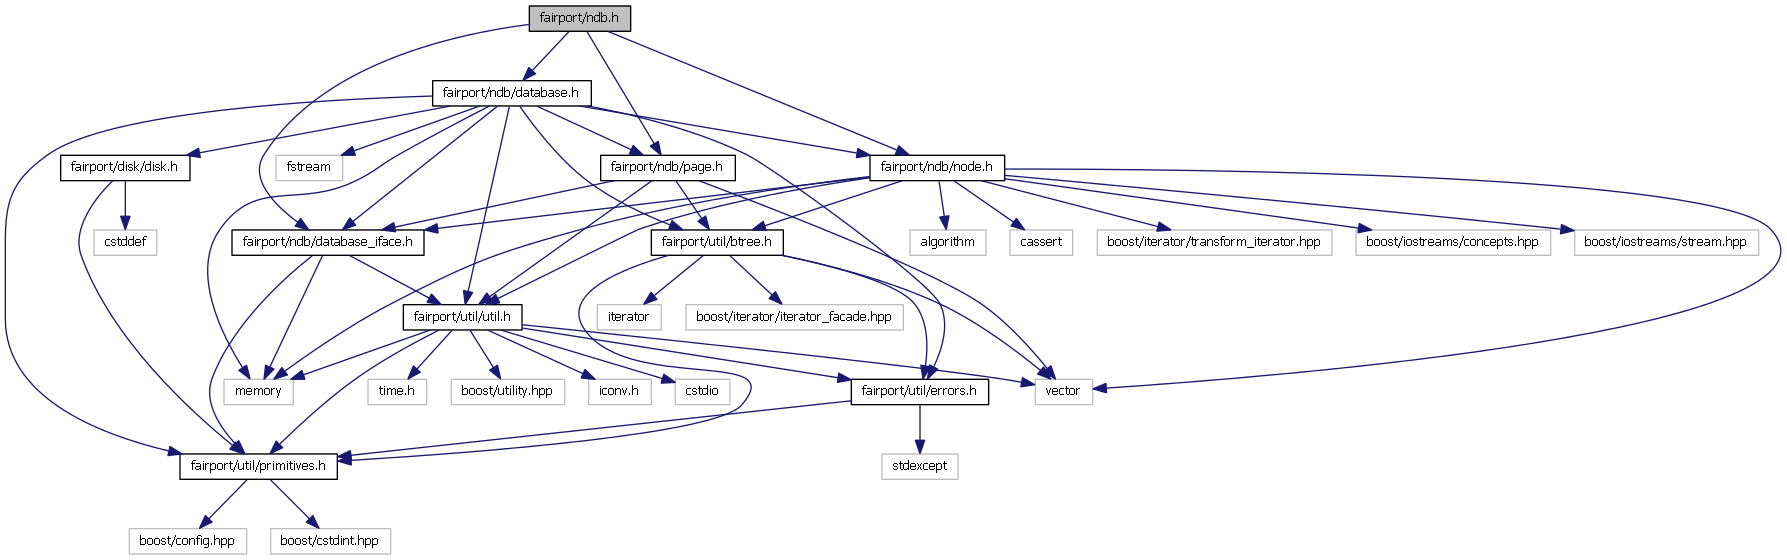 fairport/ndb.h
fairport/ndb/database.h
fairport/disk/disk.h
fstream
fairport/ndb/page.h
fairport/ndb/node.h
cstddef
fairport/ndb/database_iface.h
fairport/util/btree.h
algorithm
cassert
boost/iterator/transform_iterator.hpp
boost/iostreams/concepts.hpp
boost/iostreams/stream.hpp
fairport/util/util.h
iterator
boost/iterator/iterator_facade.hpp
memory
time.h
boost/utility.hpp
iconv.h
cstdio
fairport/util/errors.h
vector
fairport/util/primitives.h
stdexcept
boost/config.hpp
boost/cstdint.hpp